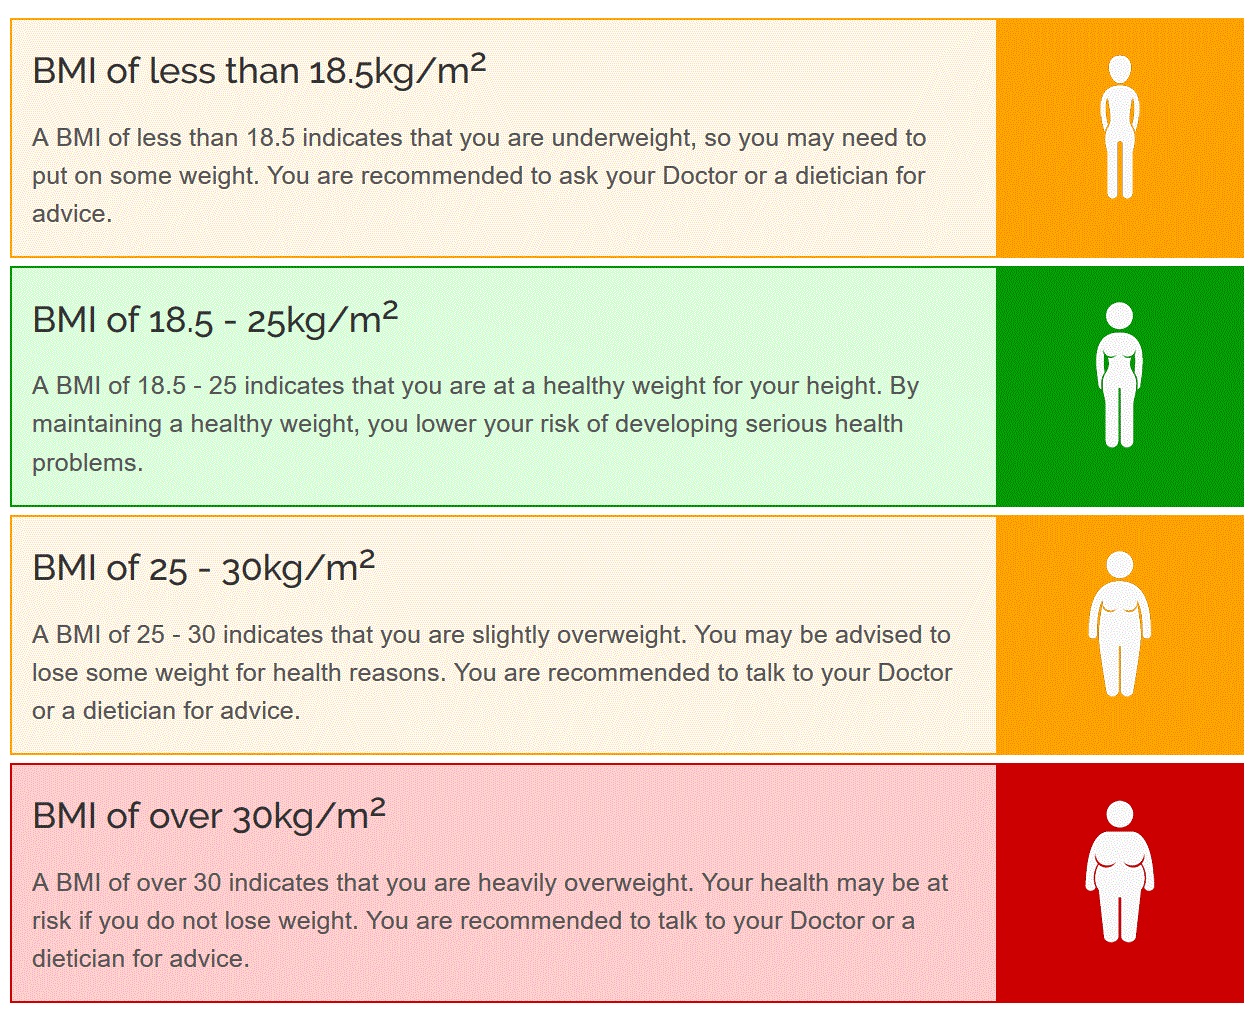 BMI of less than 18.5kg/m²
A BMI of less than 18.5 indicates that you are underweight, so you may need to
put on some weight. You are recommended to ask your Doctor or a dietician for
advice.
BMI of 18.5 - 25kg/m²
A BMI of 18.5 - 25 indicates that you are at a healthy weight for your height. By
maintaining a healthy weight, you lower your risk of developing serious health
problems.
BMI of 25 - 30kg/m²
A BMI of 25 - 30 indicates that you are slightly overweight. You may be advised to
lose some weight for health reasons. You are recommended to talk to your Doctor
or a dietician for advice.
BMI of over 30kg/m²
A BMI of over 30 indicates that you are heavily overweight. Your health may be at
risk if you do not lose weight. You are recommended to talk to your Doctor or a
dietician for advice.